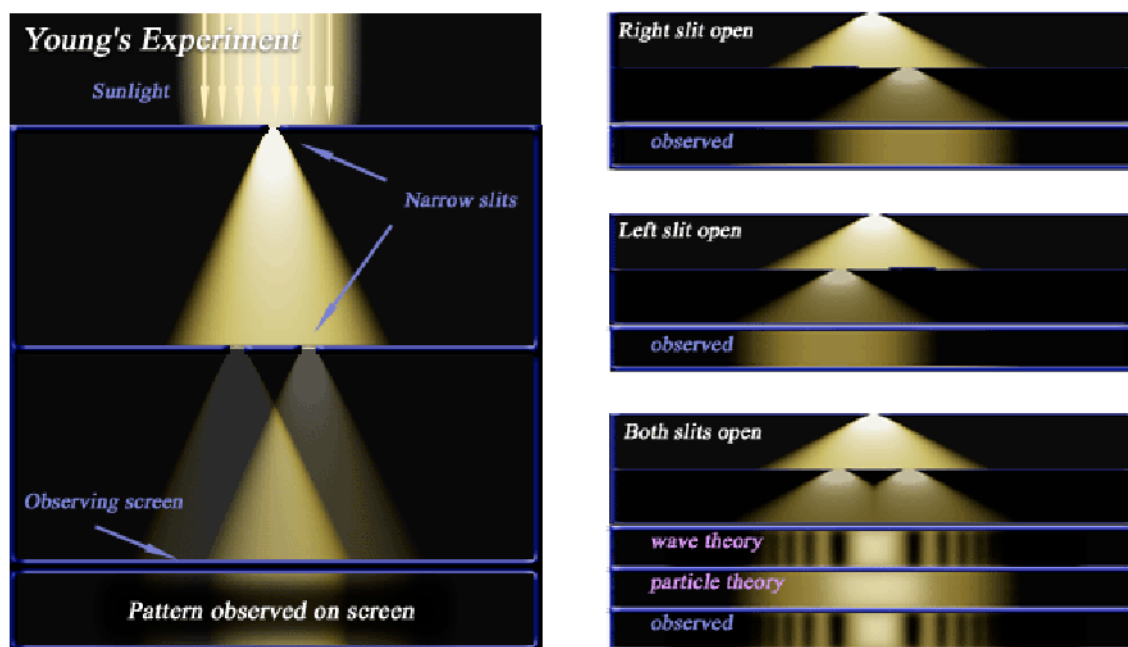 Young's Experiment
Sunlight
Narrow slits
Observing screen
Pattern observed on screen
Right slit open
observed
Left slit open
observed
Both slits open
wave theory
particle theory
observed